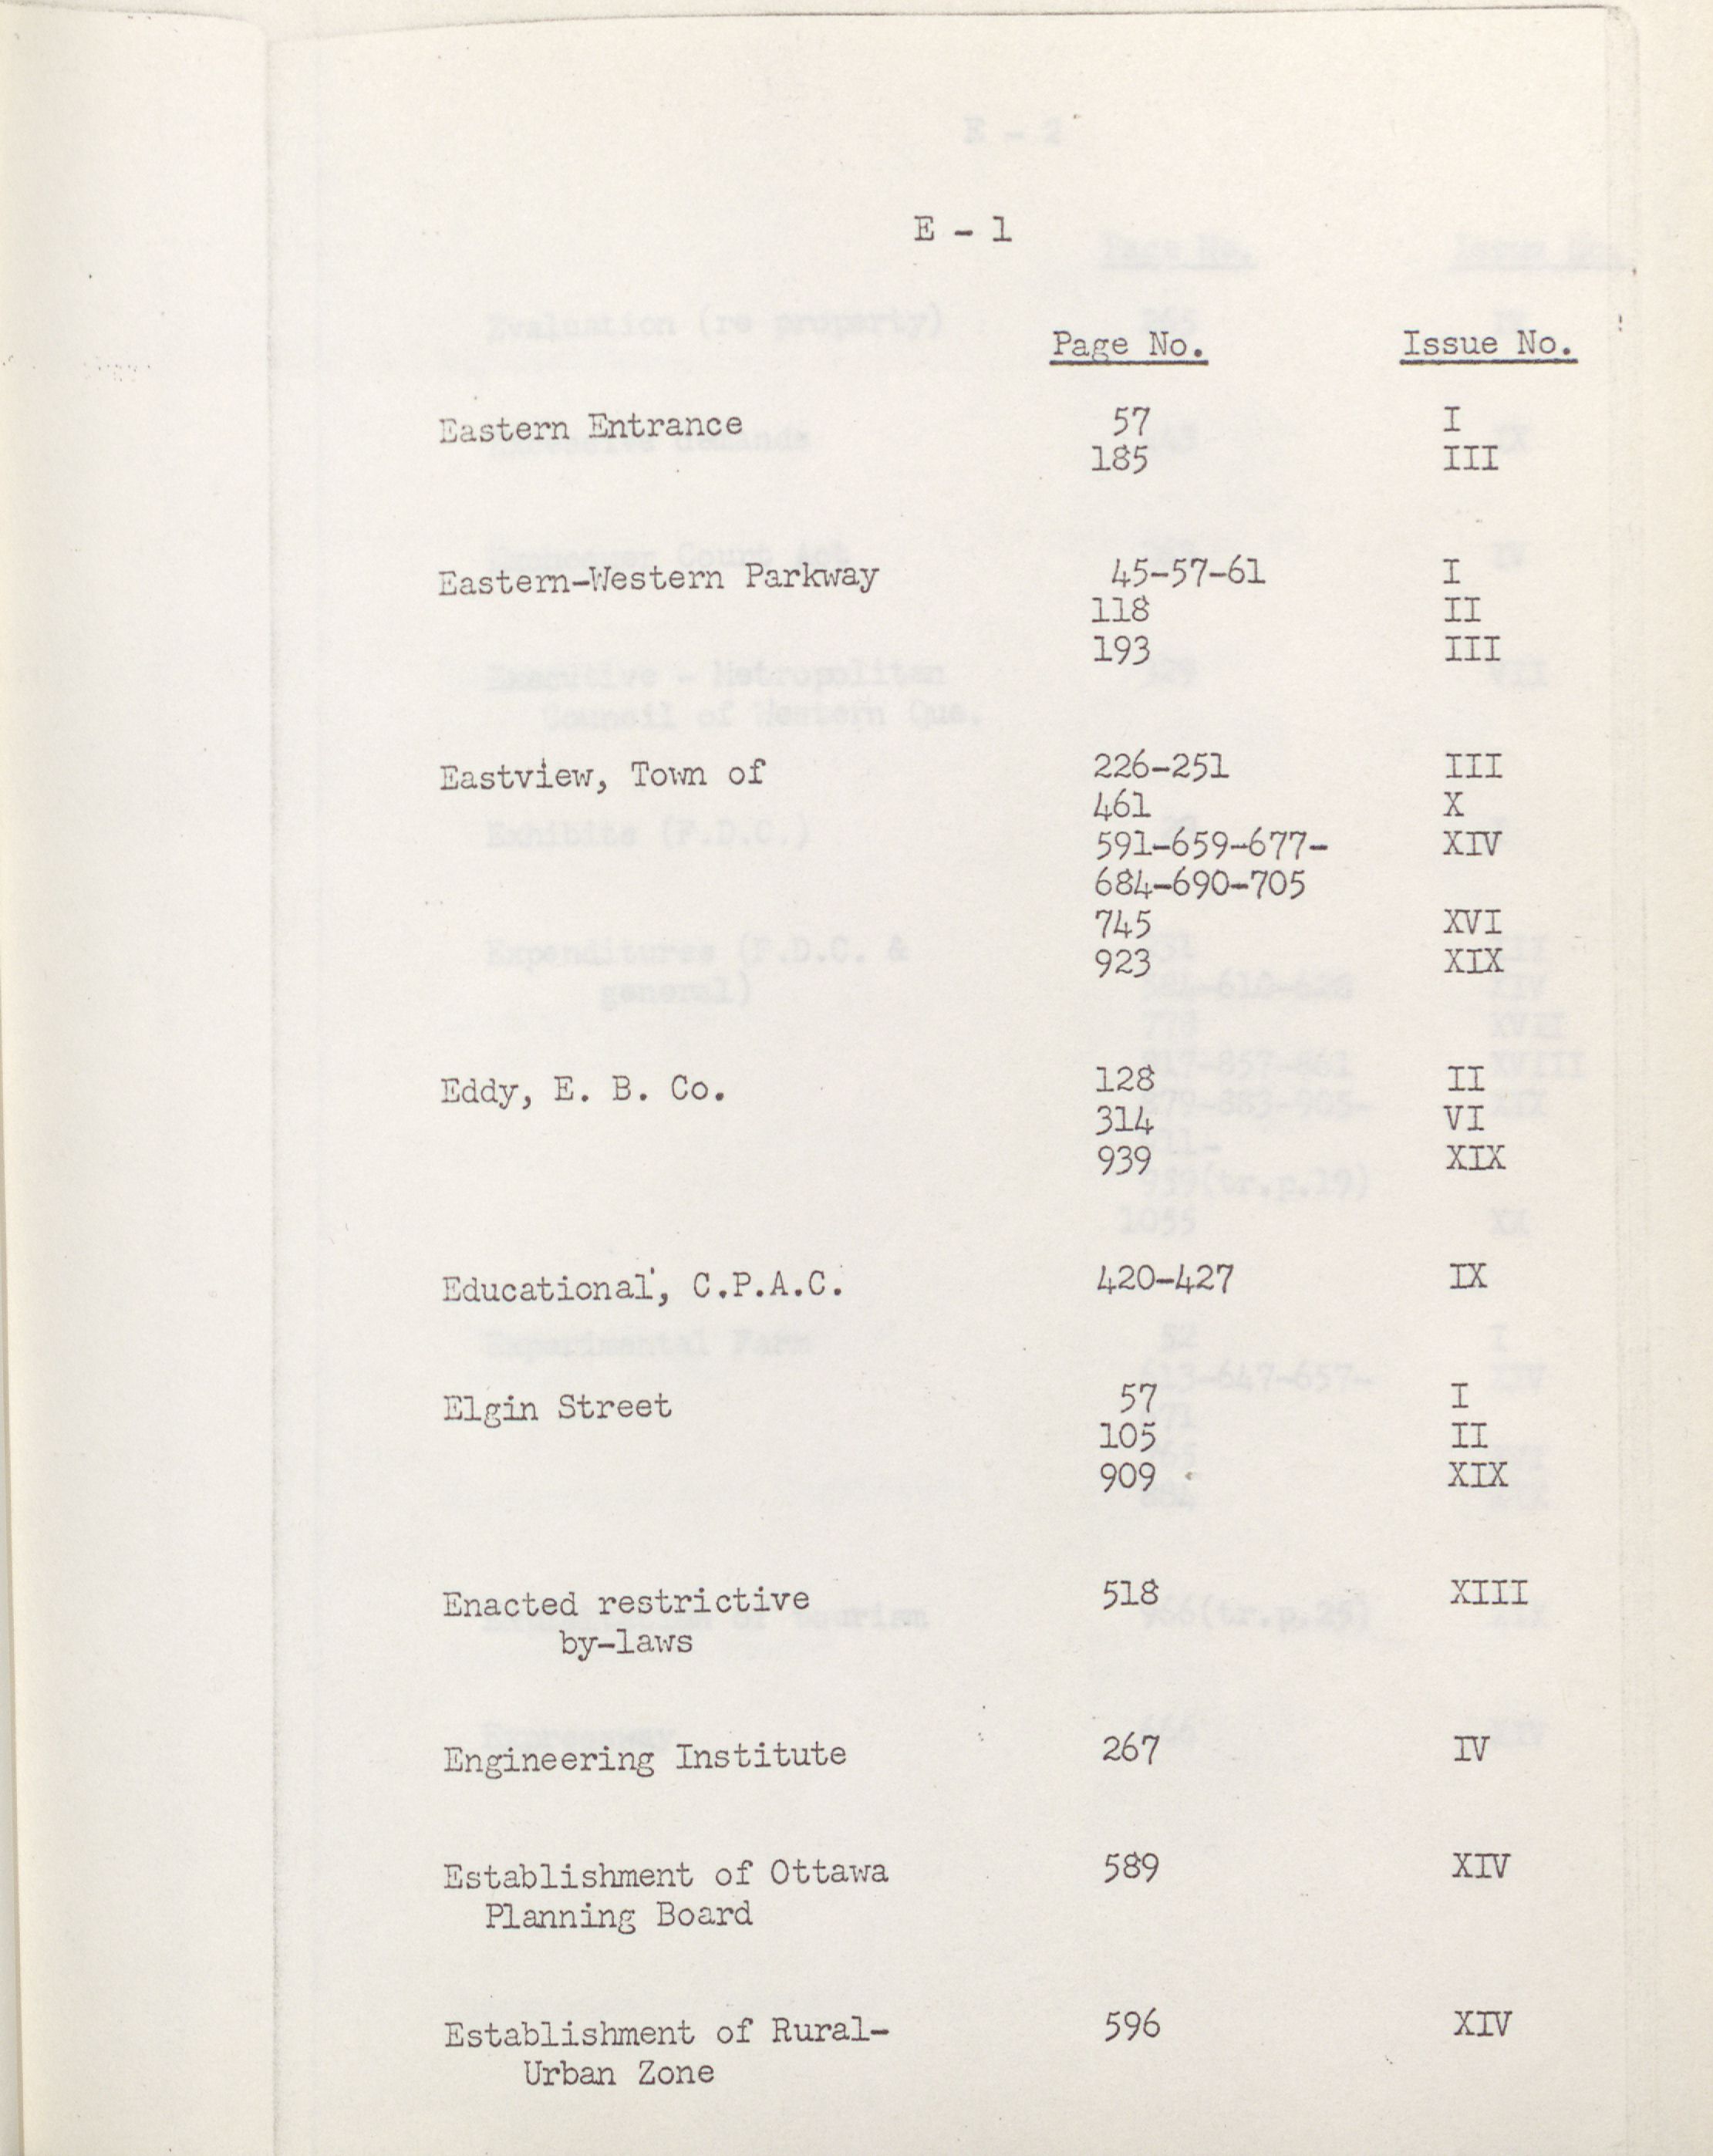 E - 1
Page No. Issue No.
Eastern Entrance 57 I
185 III
Eastern-Western Parkway 45-57-61 I
118 II
193 III
Eastview, Town of 226-251 III
461 X
591-659-677- XIV
684-690-705
745 XVI
923 XIX
Eddy, E. B. Co. 128 II
314 VI
939 XIX
Educational, C.P.A.C. 420-427 IX
Elgin Street 57 I
105 II
909 XIX
Enacted restrictive 518 XIII
by-laws
Engineering Institute 267 IV
Establishment of Ottawa 589 XIV
Planning Board
Establishment of Rural- 596 XIV
Urban Zone